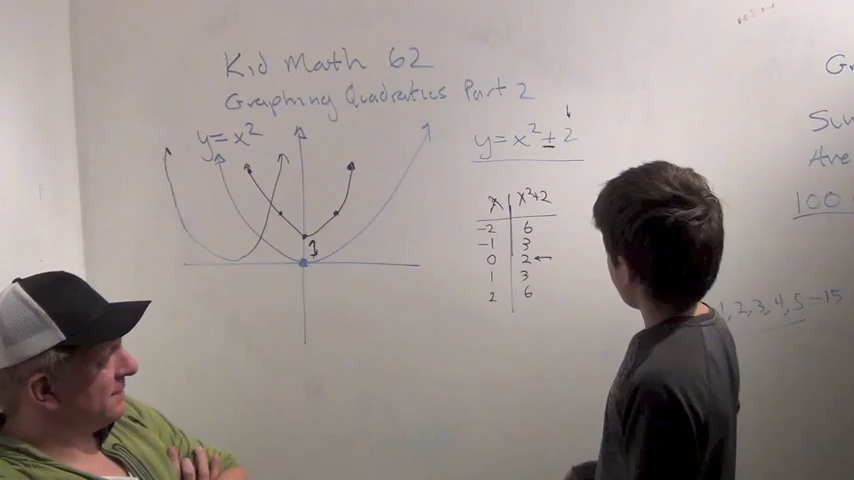 Kid Math 62
Graphing Quadratics Part 2
y = x²
y = x² ± 2
x | x²+2
-2 | 6
-1 | 3
0 | 2 ←
1 | 3
2 | 6
100
1, 2, 3, 4, 5 = 15